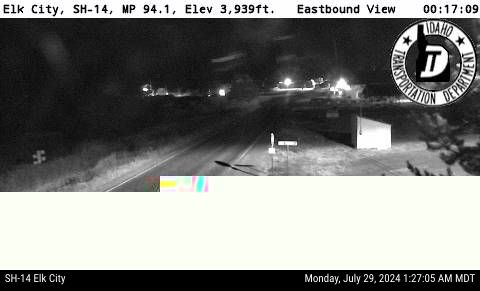 Elk City, SH-14, MP 94.1, Elev 3,939ft. Eastbound View 00:17:09
IDAHO
TRANSPORTATION DEPARTMENT
SH-14 Elk City Monday, July 29, 2024 1:27:05 AM MDT